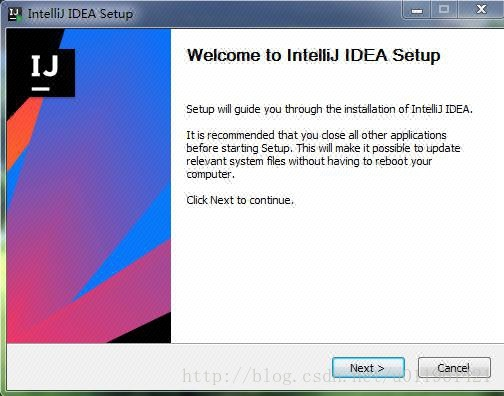 IntelliJ IDEA Setup
IJ
Welcome to IntelliJ IDEA Setup
Setup will guide you through the installation of IntelliJ IDEA.
It is recommended that you close all other applications
before starting Setup. This will make it possible to update
relevant system files without having to reboot your
computer.
Click Next to continue.
Next >
Cancel
http://blog.csdn.net/